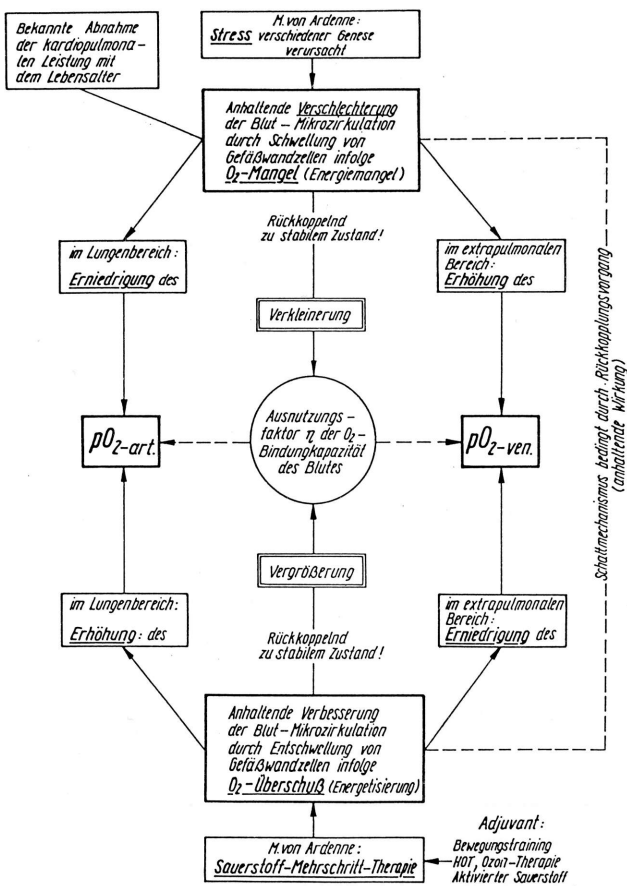 Bekannte Abnahme
der kardiopulmona-
len Leistung mit
dem Lebensalter
M. von Ardenne:
Stress verschiedener Genese
verursacht
Anhaltende Verschlechterung
der Blut-Mikrozirkulation
durch Schwellung von
Gefäßwandzellen infolge
O₂-Mangel (Energiemangel)
Rückkoppelnd
zu stabilem Zustand!
im Lungenbereich:
Erniedrigung des
im extrapulmonalen
Bereich:
Erhöhung des
Verkleinerung
Ausnutzungs-
faktor η der O₂-
Bindungkapazität
des Blutes
pO₂-art.
pO₂-ven.
Schaltmechanismus bedingt durch Rückkopplungsvorgang
(anhaltende Wirkung)
Vergrößerung
im Lungenbereich:
Erhöhung: des
im extrapulmonalen
Bereich:
Erniedrigung des
Rückkoppelnd
zu stabilem Zustand!
Anhaltende Verbesserung
der Blut-Mikrozirkulation
durch Entschwellung von
Gefäßwandzellen infolge
O₂-Überschuß (Energetisierung)
M. von Ardenne:
Sauerstoff-Mehrschritt-Therapie
Adjuvant:
Bewegungstraining
HOT, Ozon-Therapie
Aktivierter Sauerstoff